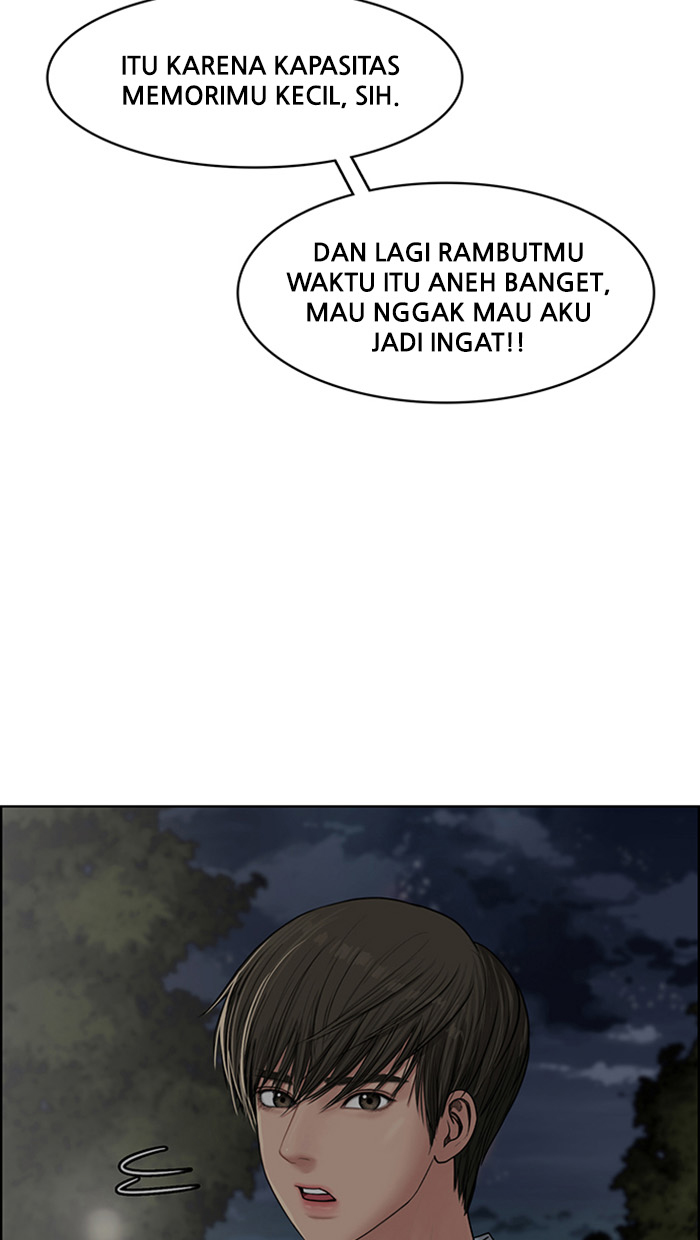 ITU KARENA KAPASITAS
MEMORIMU KECIL, SIH.
DAN LAGI RAMBUTMU
WAKTU ITU ANEH BANGET,
MAU NGGAK MAU AKU
JADI INGAT!!